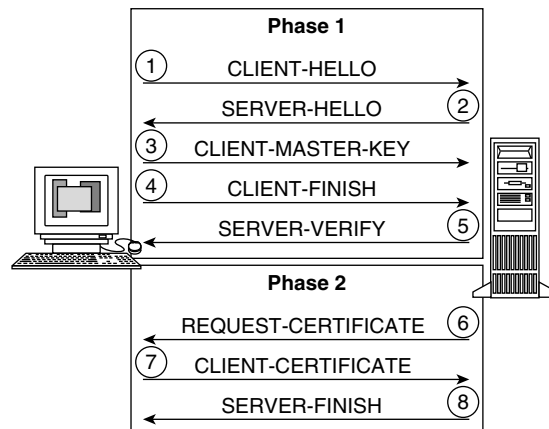 Phase 1
1 CLIENT-HELLO
SERVER-HELLO 2
3 CLIENT-MASTER-KEY
4 CLIENT-FINISH
SERVER-VERIFY 5
Phase 2
REQUEST-CERTIFICATE 6
7 CLIENT-CERTIFICATE
SERVER-FINISH 8